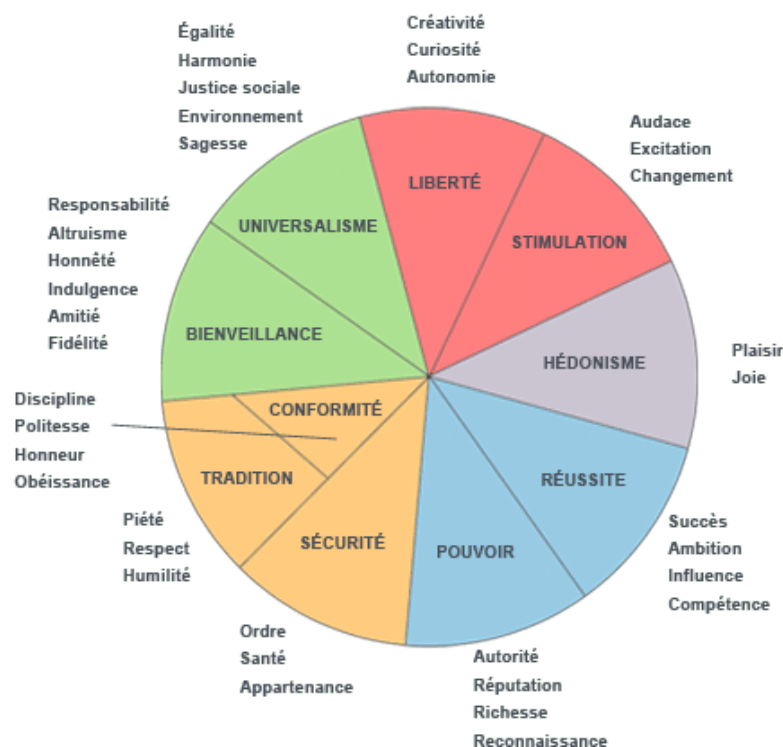 Égalité
Harmonie
Justice sociale
Environnement
Sagesse
Créativité
Curiosité
Autonomie
Audace
Excitation
Changement
LIBERTÉ
STIMULATION
UNIVERSALISME
Responsabilité
Altruisme
Honnêté
Indulgence
Amitié
Fidélité
BIENVEILLANCE
HÉDONISME
Plaisir
Joie
Discipline
Politesse
Honneur
Obéissance
CONFORMITÉ
TRADITION
RÉUSSITE
Piété
Respect
Humilité
SÉCURITÉ
POUVOIR
Succès
Ambition
Influence
Compétence
Ordre
Santé
Appartenance
Autorité
Réputation
Richesse
Reconnaissance